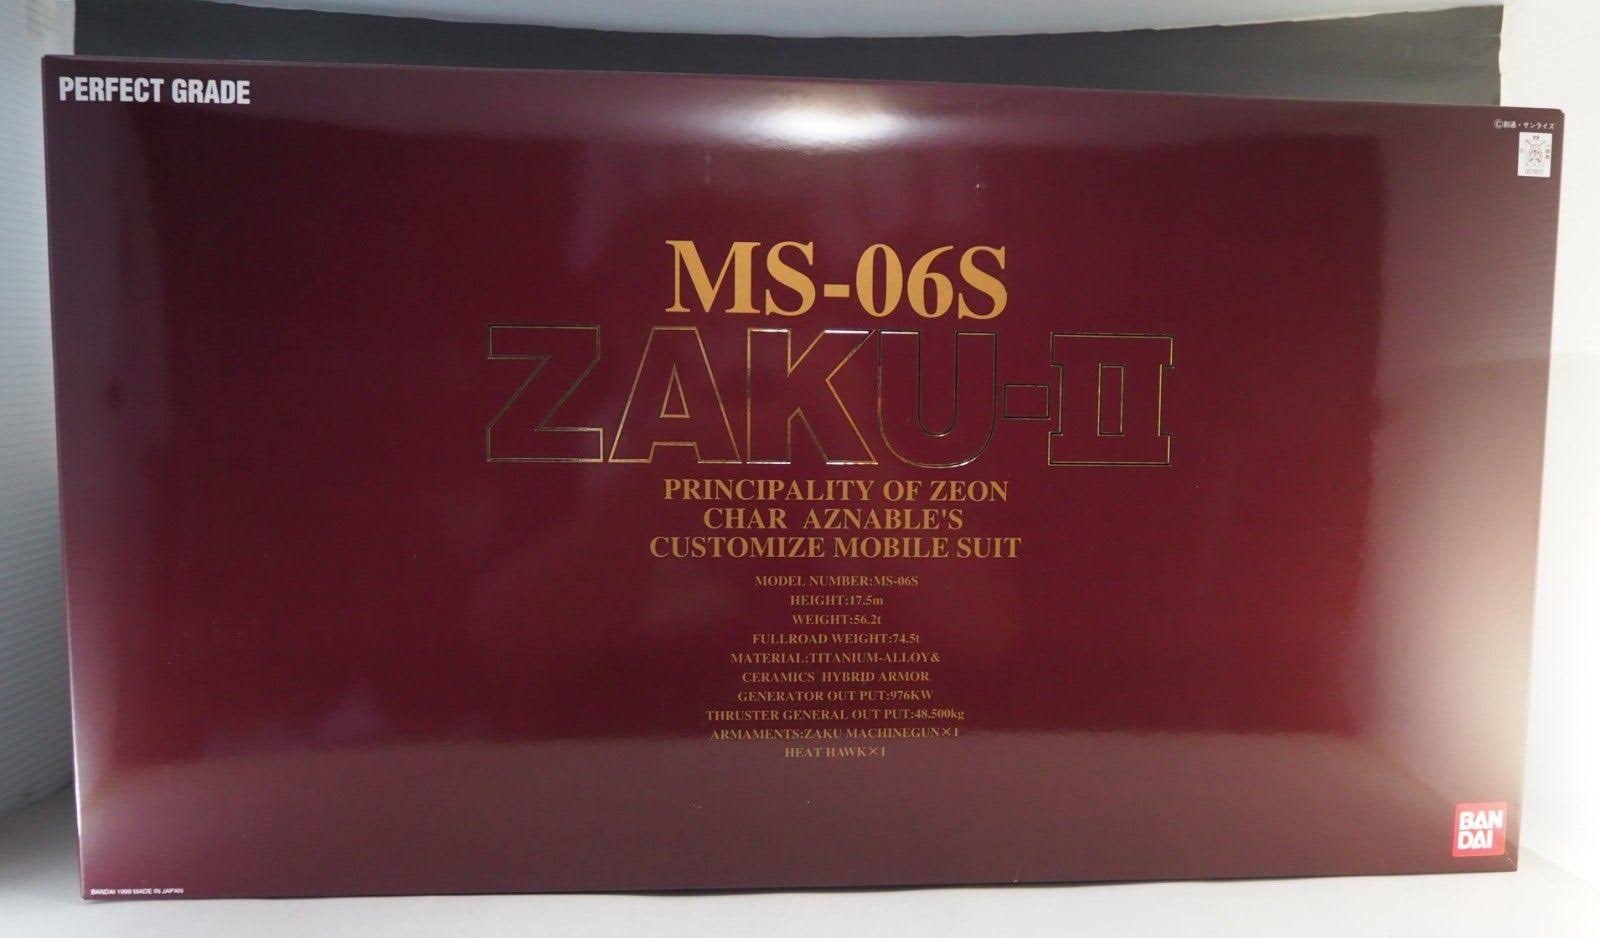 PERFECT GRADE
©創通・サンライズ
MS-06S
ZAKU-II
PRINCIPALITY OF ZEON
CHAR AZNABLE'S
CUSTOMIZE MOBILE SUIT
MODEL NUMBER:MS-06S
HEIGHT:17.5m
WEIGHT:56.2t
FULLROAD WEIGHT:74.5t
MATERIAL:TITANIUM-ALLOY&
CERAMICS HYBRID ARMOR
GENERATOR OUT PUT:976KW
THRUSTER GENERAL OUT PUT:48.500kg
ARMAMENTS:ZAKU MACHINEGUN×1
HEAT HAWK×1
BAN
DAI
BANDAI 1999 MADE IN JAPAN